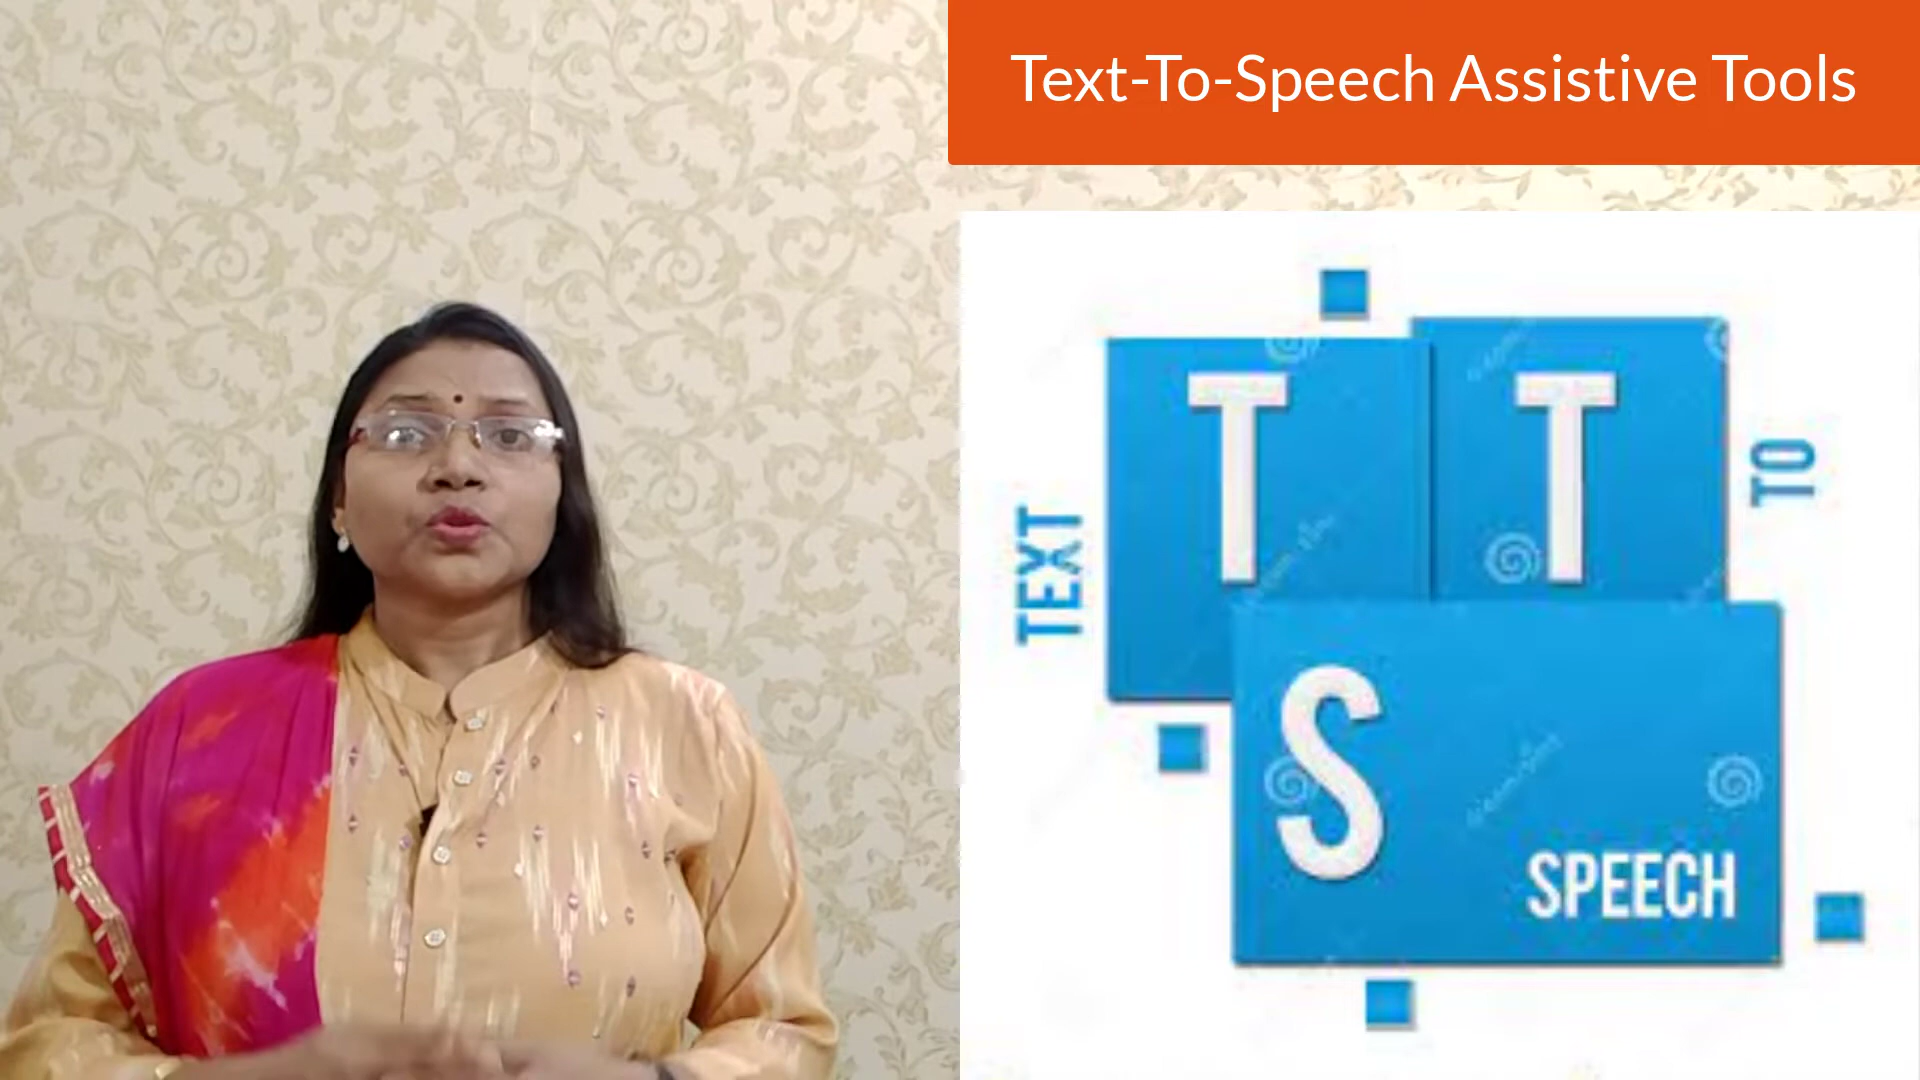 Text-To-Speech Assistive Tools
T T
TEXT
TO
S
SPEECH